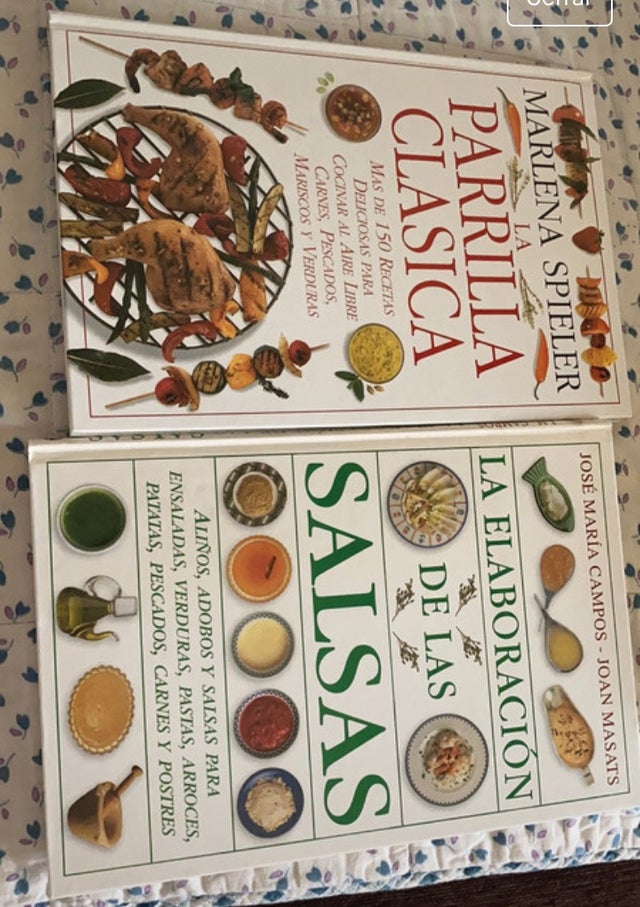 Cerrar
MARLENA SPIELER
LA
PARRILLA
CLASICA
MAS DE 150 RECETAS
DELICIOSAS PARA
COCINAR AL AIRE LIBRE
CARNES, PESCADOS,
MARISCOS Y VERDURAS
JOSÉ MARÍA CAMPOS - JOAN MASATS
LA ELABORACIÓN
DE LAS
SALSAS
ALIÑOS, ADOBOS Y SALSAS PARA
ENSALADAS, VERDURAS, PASTAS, ARROCES,
PATATAS, PESCADOS, CARNES Y POSTRES